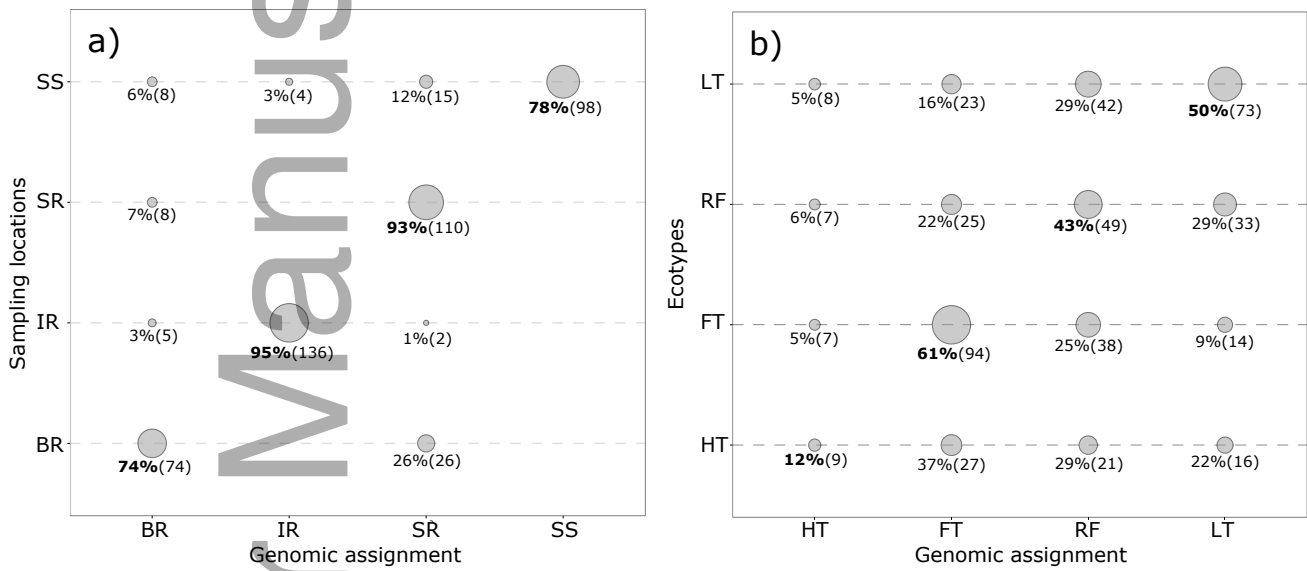 a)
SS
6%(8) 3%(4) 12%(15) 78%(98)
SR
7%(8) 93%(110)
IR
3%(5) 95%(136) 1%(2)
BR
74%(74) 26%(26)
BR IR SR SS
Genomic assignment
Sampling locations
Manus
b)
LT
5%(8) 16%(23) 29%(42) 50%(73)
RF
6%(7) 22%(25) 43%(49) 29%(33)
FT
5%(7) 61%(94) 25%(38) 9%(14)
HT
12%(9) 37%(27) 29%(21) 22%(16)
HT FT RF LT
Genomic assignment
Ecotypes